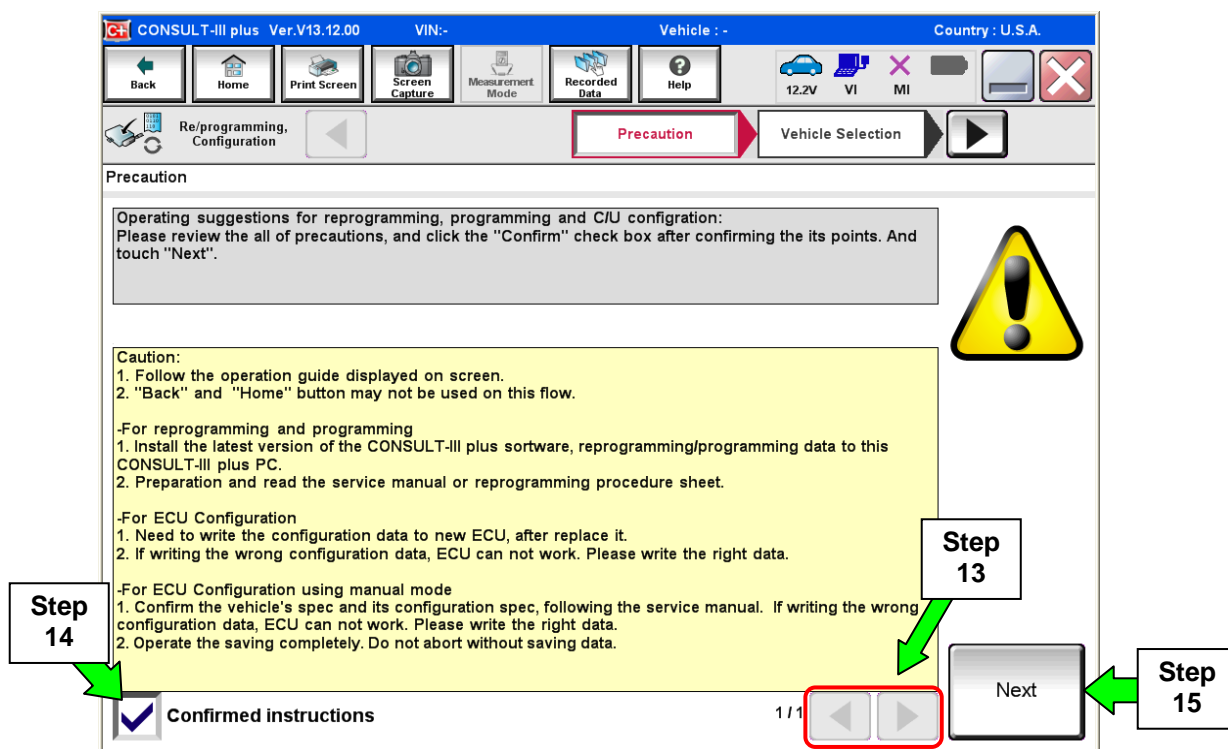 C+ CONSULT-III plus Ver.V13.12.00 VIN:- Vehicle : - Country : U.S.A.
Back Home Print Screen Screen Capture Measurement Mode Recorded Data Help 12.2V VI MI
Re/programming, Configuration Precaution Vehicle Selection
Precaution
Operating suggestions for reprogramming, programming and C/U configration:
Please review the all of precautions, and click the "Confirm" check box after confirming the its points. And
touch "Next".
Caution:
1. Follow the operation guide displayed on screen.
2. "Back" and "Home" button may not be used on this flow.
-For reprogramming and programming
1. Install the latest version of the CONSULT-III plus sortware, reprogramming/programming data to this
CONSULT-III plus PC.
2. Preparation and read the service manual or reprogramming procedure sheet.
-For ECU Configuration
1. Need to write the configuration data to new ECU, after replace it.
2. If writing the wrong configuration data, ECU can not work. Please write the right data.
-For ECU Configuration using manual mode
1. Confirm the vehicle's spec and its configuration spec, following the service manual. If writing the wrong
configuration data, ECU can not work. Please write the right data.
2. Operate the saving completely. Do not abort without saving data.
Step
13
Step
14
Confirmed instructions
1/1
Next
Step
15